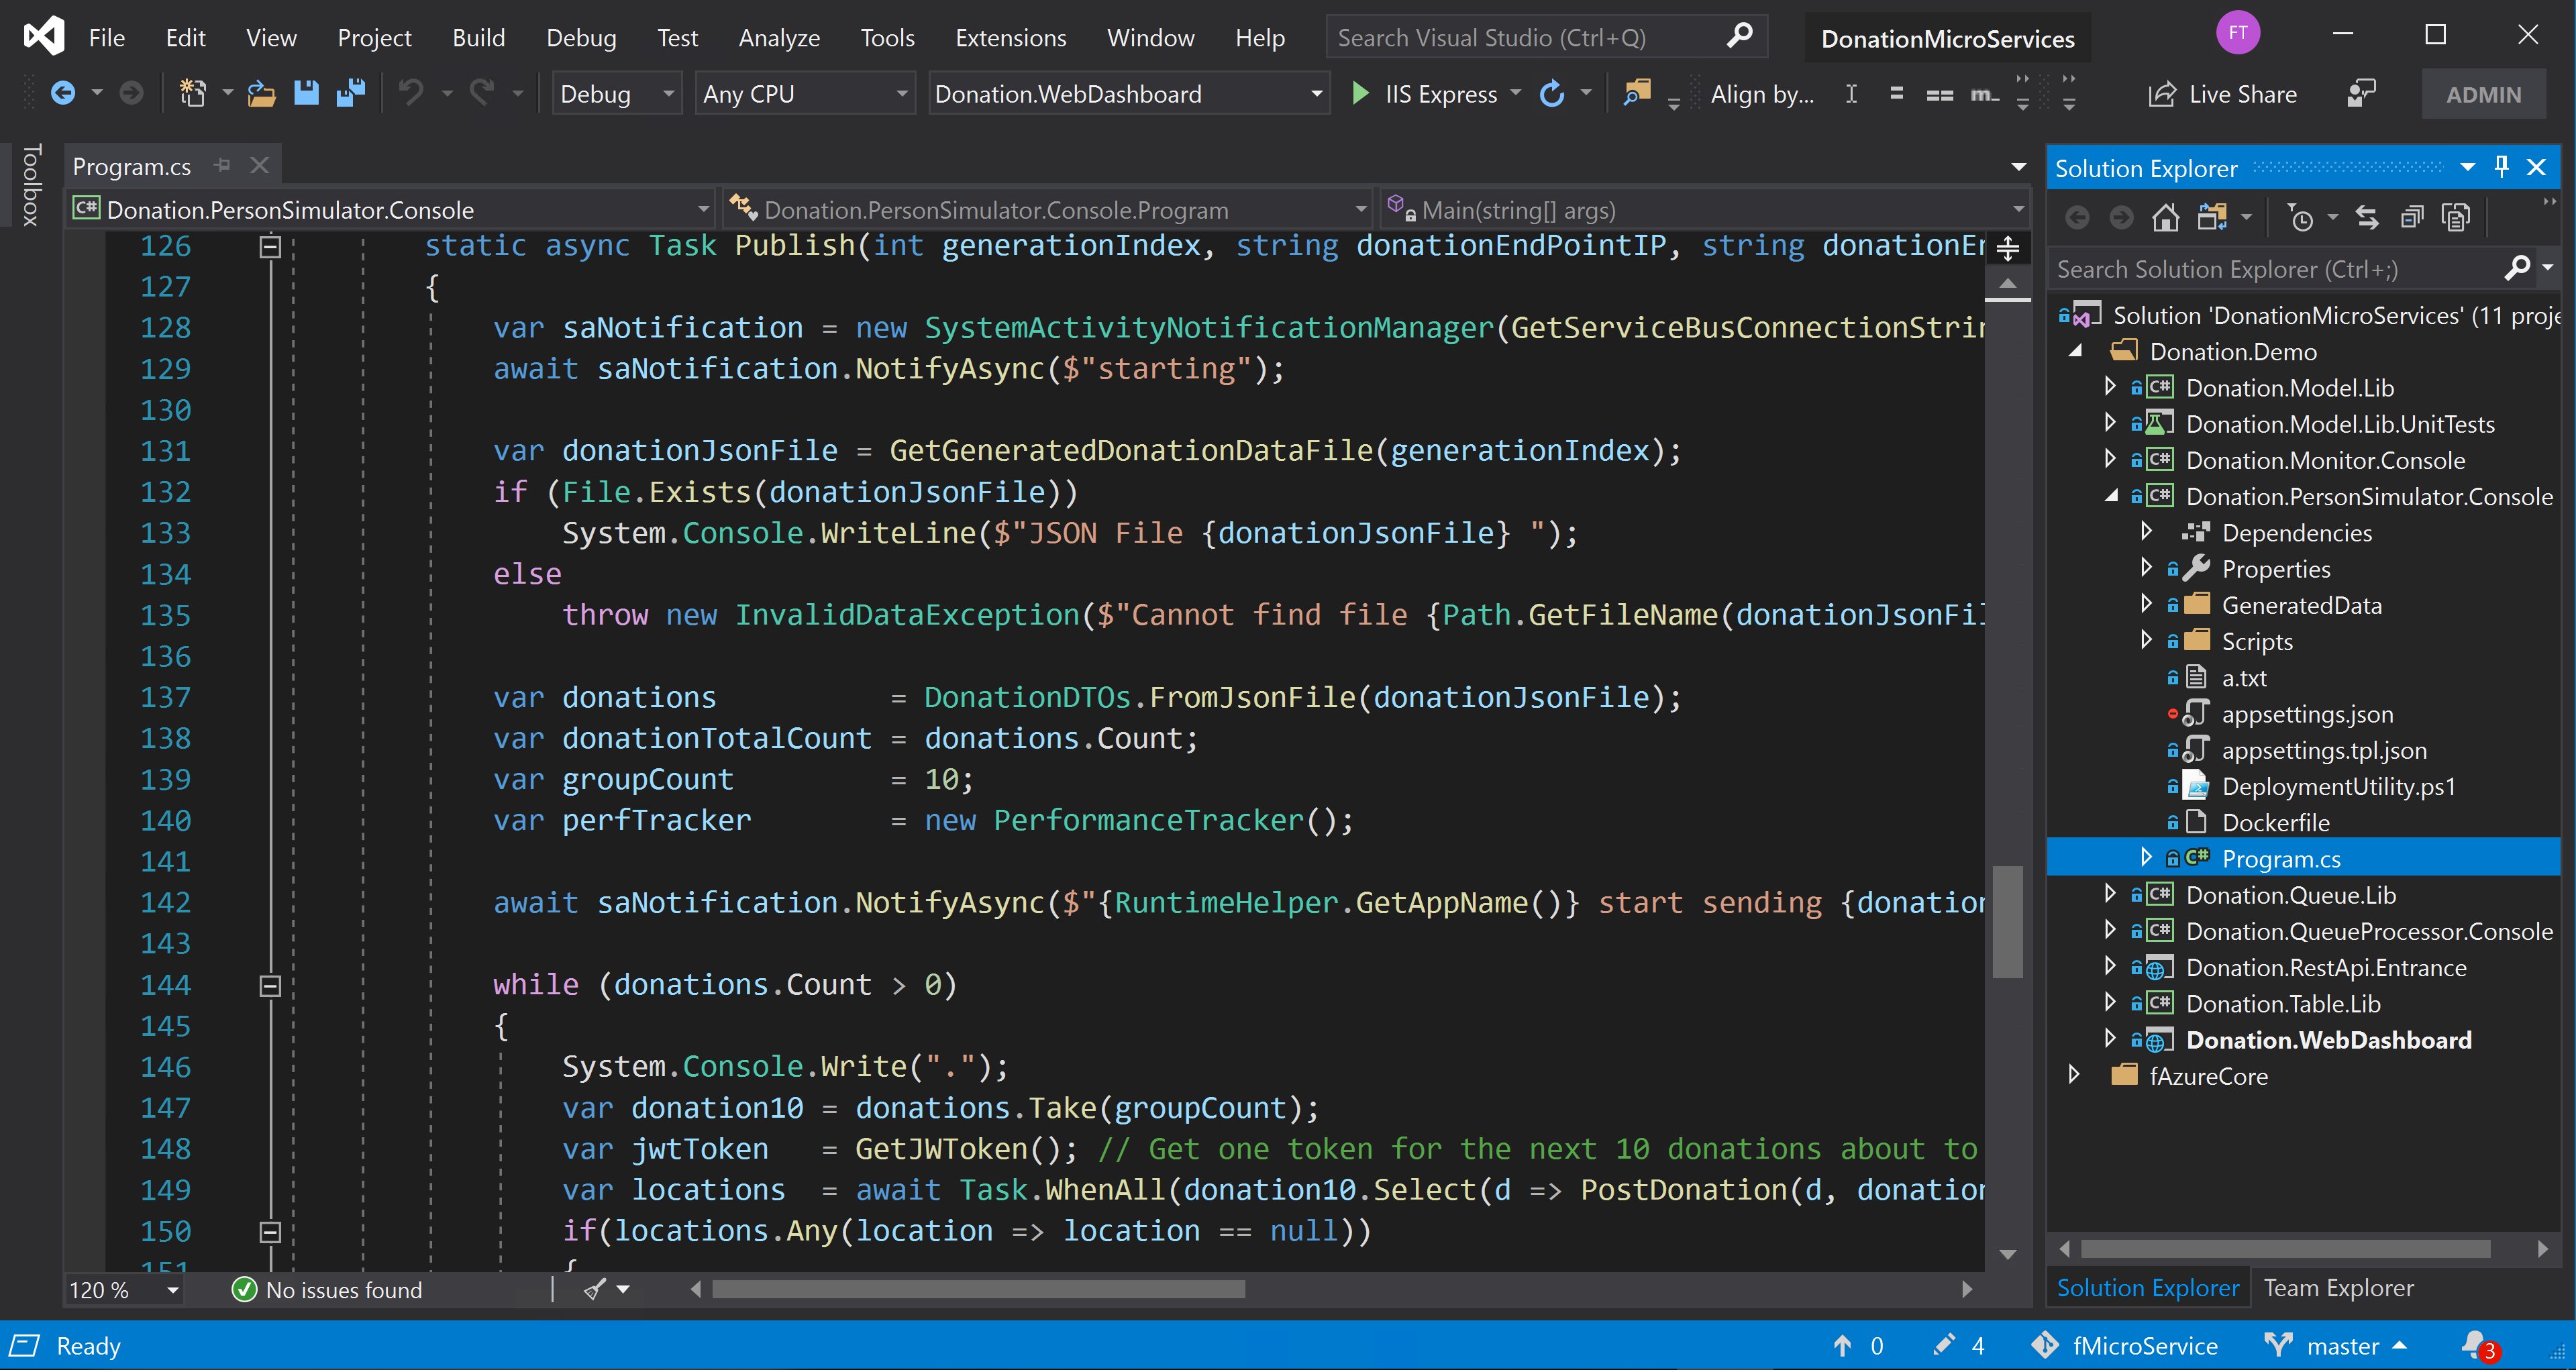 File Edit View Project Build Debug Test Analyze Tools Extensions Window Help Search Visual Studio (Ctrl+Q) DonationMicroServices FT
Debug Any CPU Donation.WebDashboard IIS Express Align by... Live Share ADMIN
Toolbox
Program.cs
Donation.PersonSimulator.Console Donation.PersonSimulator.Console.Program Main(string[] args)
126 static async Task Publish(int generationIndex, string donationEndPointIP, string donationEn
127 {
128 var saNotification = new SystemActivityNotificationManager(GetServiceBusConnectionStrin
129 await saNotification.NotifyAsync($"starting");
130
131 var donationJsonFile = GetGeneratedDonationDataFile(generationIndex);
132 if (File.Exists(donationJsonFile))
133 System.Console.WriteLine($"JSON File {donationJsonFile} ");
134 else
135 throw new InvalidDataException($"Cannot find file {Path.GetFileName(donationJsonFil
136
137 var donations = DonationDTOs.FromJsonFile(donationJsonFile);
138 var donationTotalCount = donations.Count;
139 var groupCount = 10;
140 var perfTracker = new PerformanceTracker();
141
142 await saNotification.NotifyAsync($"{RuntimeHelper.GetAppName()} start sending {donation
143
144 while (donations.Count > 0)
145 {
146 System.Console.Write(".");
147 var donation10 = donations.Take(groupCount);
148 var jwtToken = GetJWToken(); // Get one token for the next 10 donations about to
149 var locations = await Task.WhenAll(donation10.Select(d => PostDonation(d, donation
150 if(locations.Any(location => location == null))
151 {
120 % No issues found
Solution Explorer
Search Solution Explorer (Ctrl+;)
Solution 'DonationMicroServices' (11 proje
Donation.Demo
C# Donation.Model.Lib
Donation.Model.Lib.UnitTests
C# Donation.Monitor.Console
C# Donation.PersonSimulator.Console
Dependencies
Properties
GeneratedData
Scripts
a.txt
appsettings.json
appsettings.tpl.json
DeploymentUtility.ps1
Dockerfile
C# Program.cs
C# Donation.Queue.Lib
C# Donation.QueueProcessor.Console
Donation.RestApi.Entrance
C# Donation.Table.Lib
Donation.WebDashboard
fAzureCore
Solution Explorer Team Explorer
Ready 0 4 fMicroService master 3